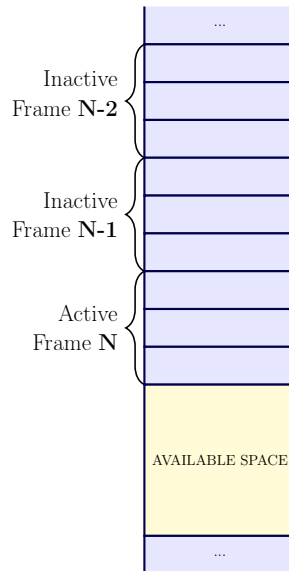 ...
Inactive
Frame N-2
Inactive
Frame N-1
Active
Frame N
AVAILABLE SPACE
...